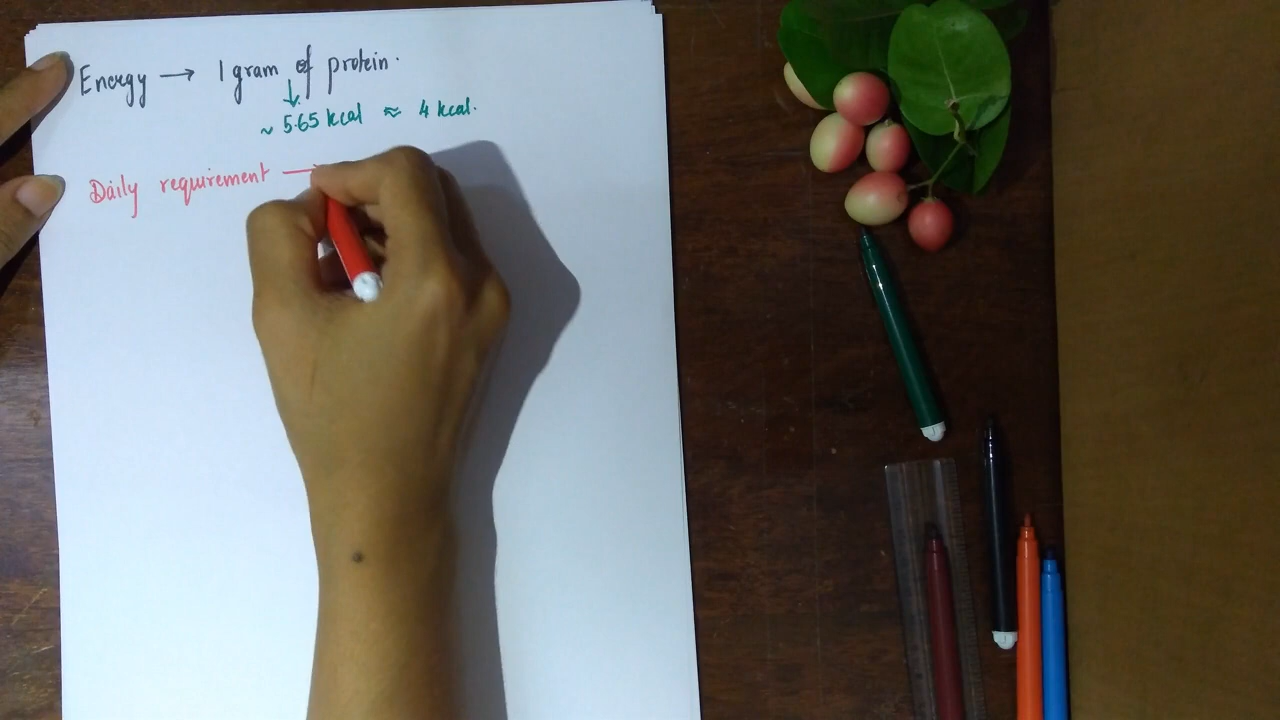 Energy → 1 gram of protein.
↓
~ 5.65 kcal ≈ 4 kcal.
Daily requirement →